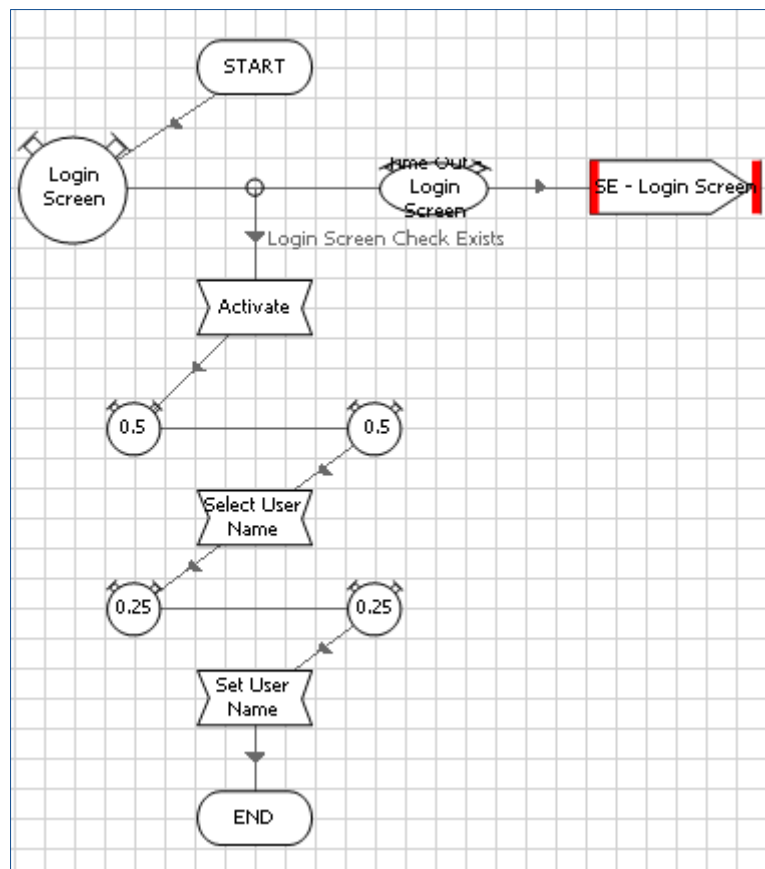 START
Login
Screen
Time Out -
Login
Screen
SE - Login Screen
Login Screen Check Exists
Activate
0.5
0.5
Select User
Name
0.25
0.25
Set User
Name
END